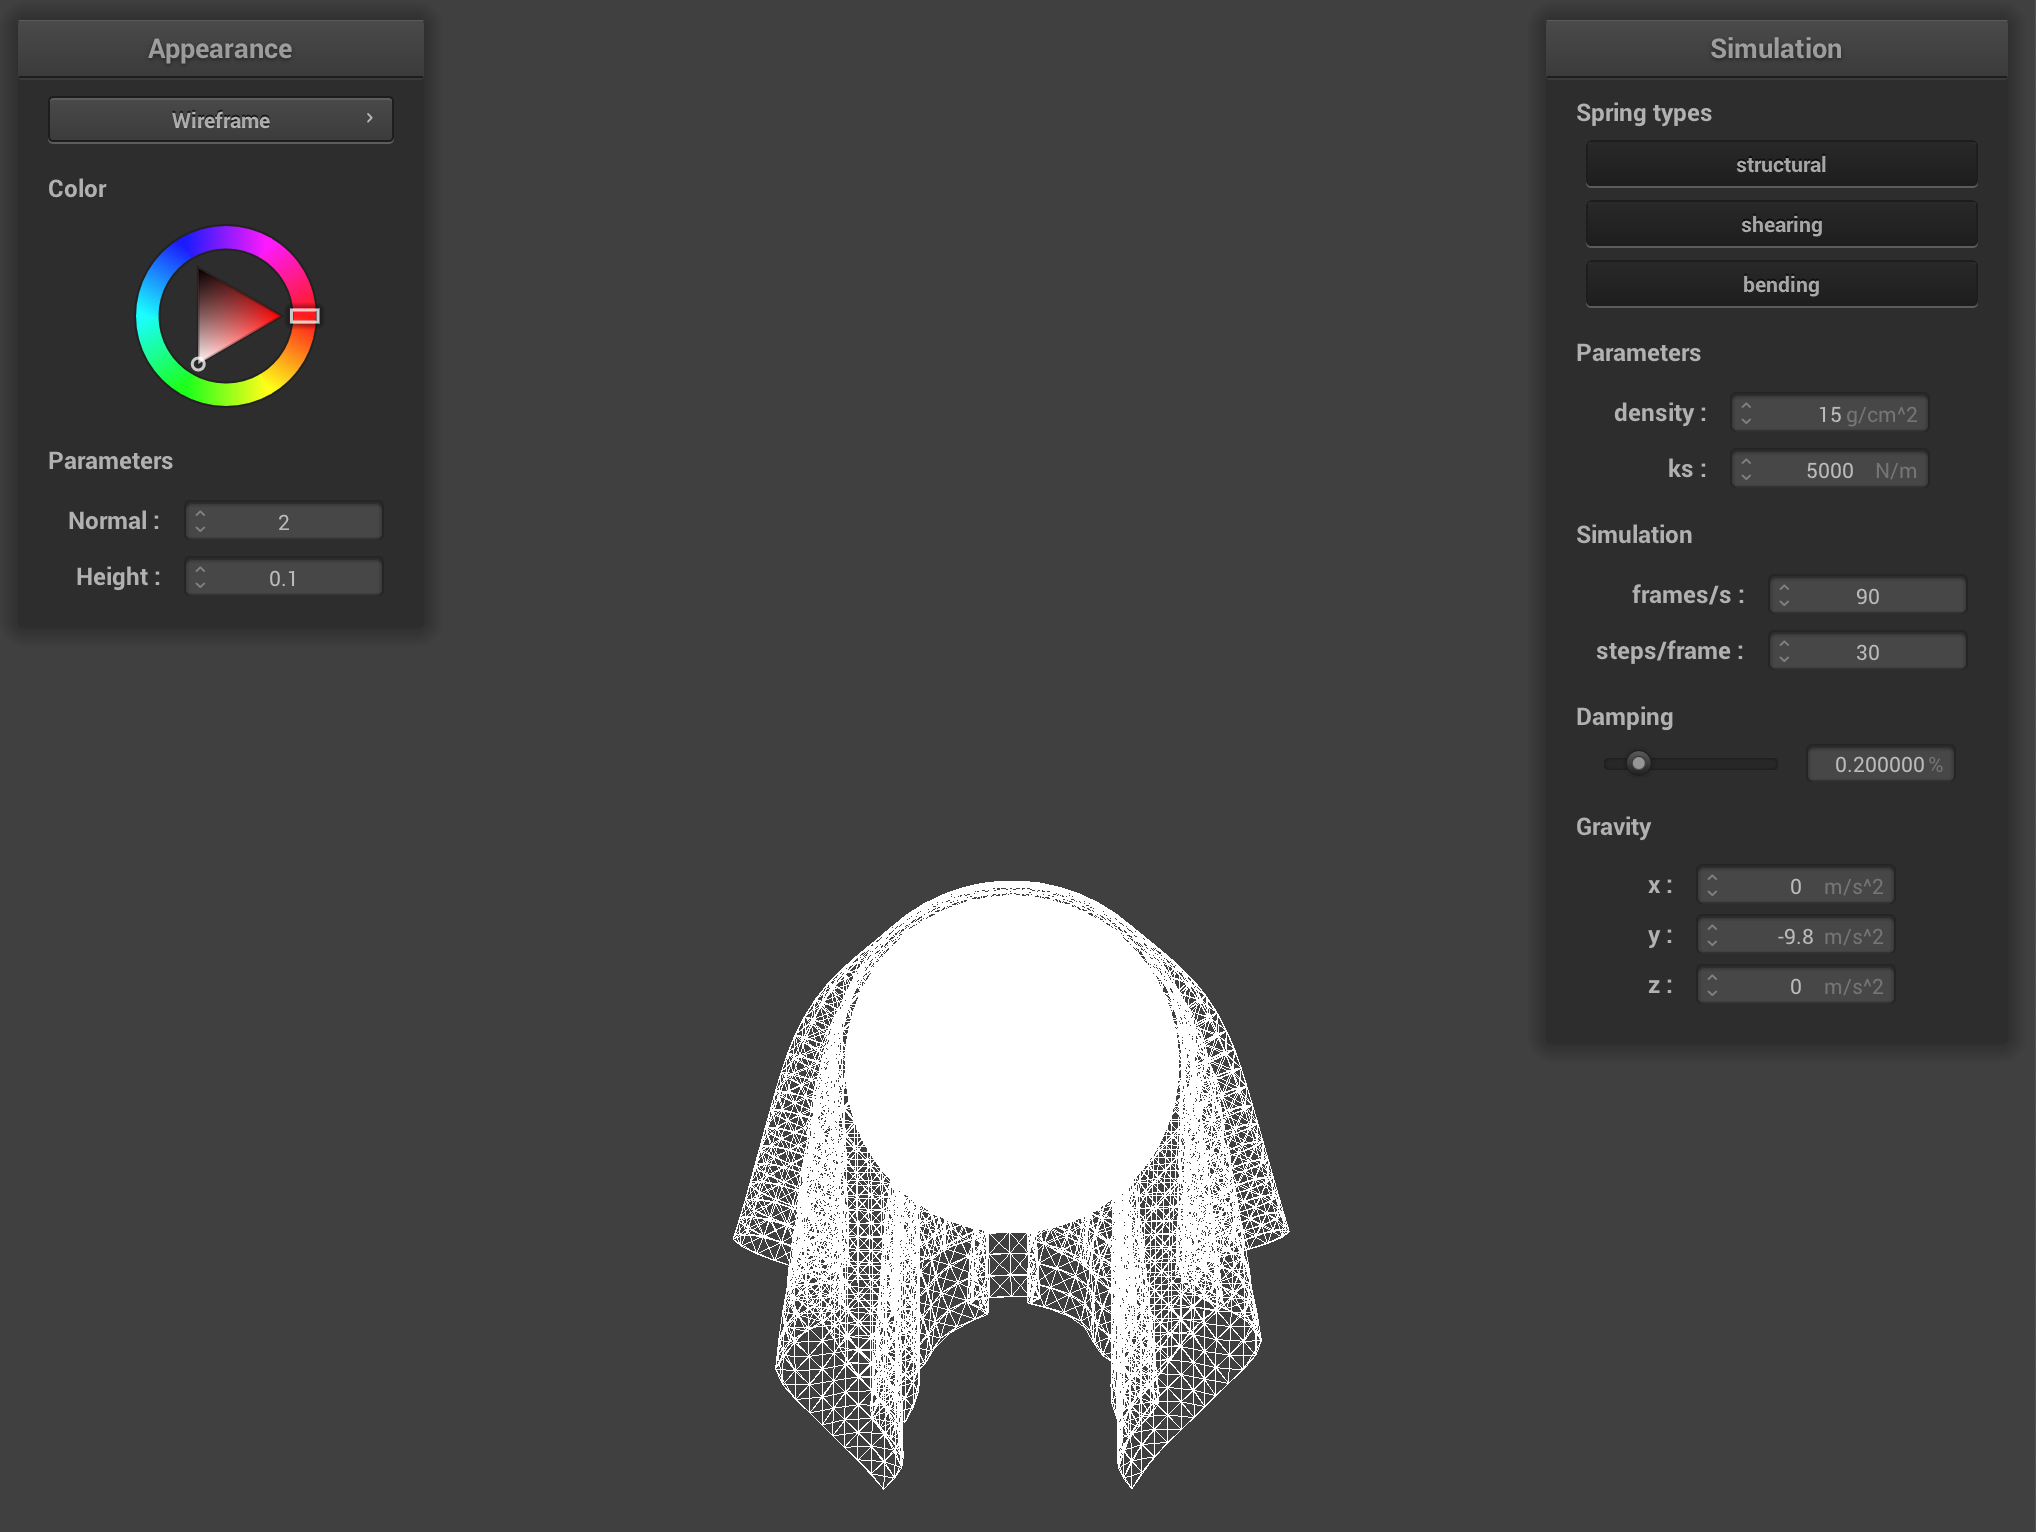 Appearance
Wireframe
Color
Parameters
Normal : 2
Height : 0.1
Simulation
Spring types
structural
shearing
bending
Parameters
density : 15 g/cm^2
ks : 5000 N/m
Simulation
frames/s : 90
steps/frame : 30
Damping
0.200000 %
Gravity
x : 0 m/s^2
y : -9.8 m/s^2
z : 0 m/s^2